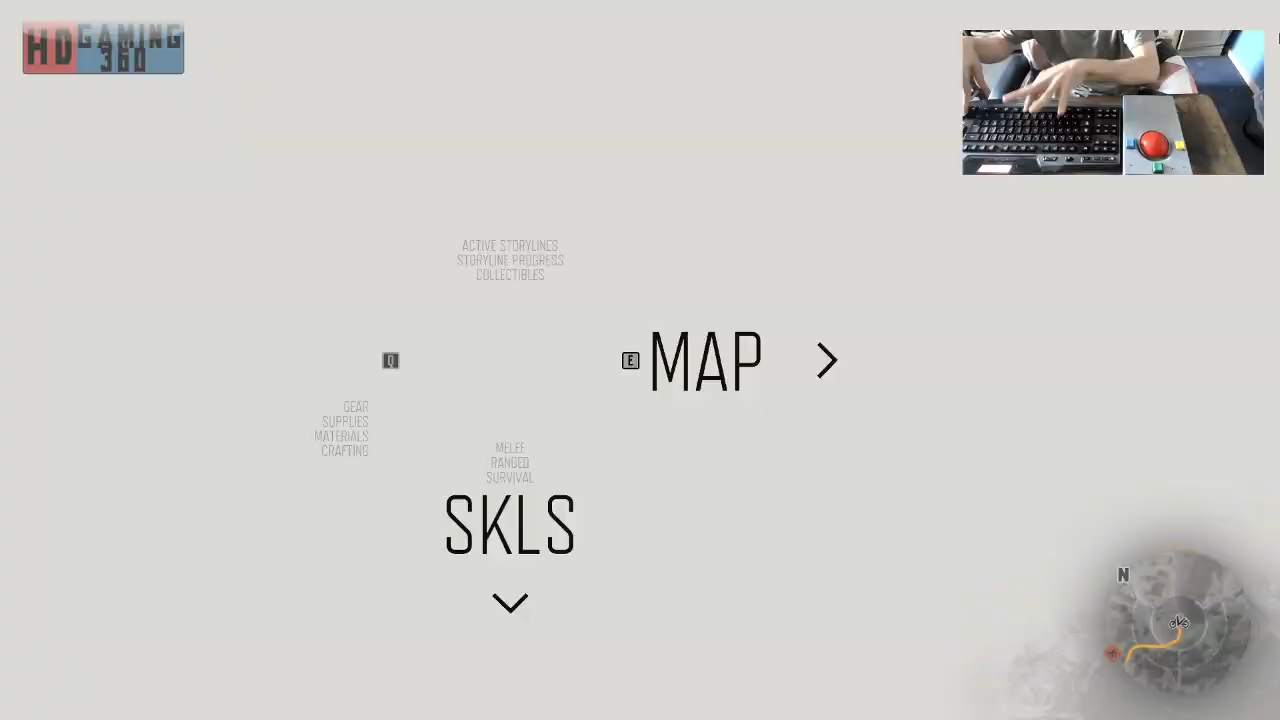 HD GAMING
360
ACTIVE STORYLINES
STORYLINE PROGRESS
COLLECTIBLES
Q
E MAP
GEAR
SUPPLIES
MATERIALS
CRAFTING
MELEE
RANGED
SURVIVAL
SKLS
N